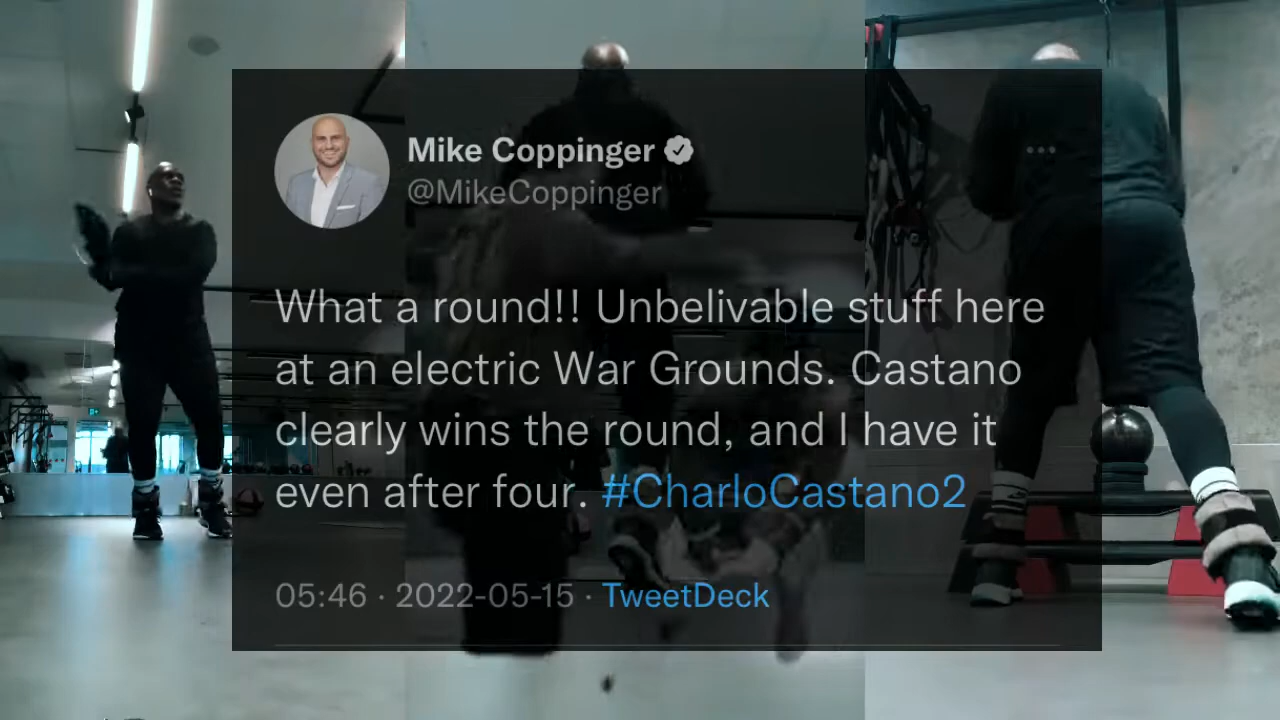 Mike Coppinger
@MikeCoppinger
What a round!! Unbelivable stuff here
at an electric War Grounds. Castano
clearly wins the round, and I have it
even after four. #CharloCastano2
05:46 · 2022-05-15 · TweetDeck